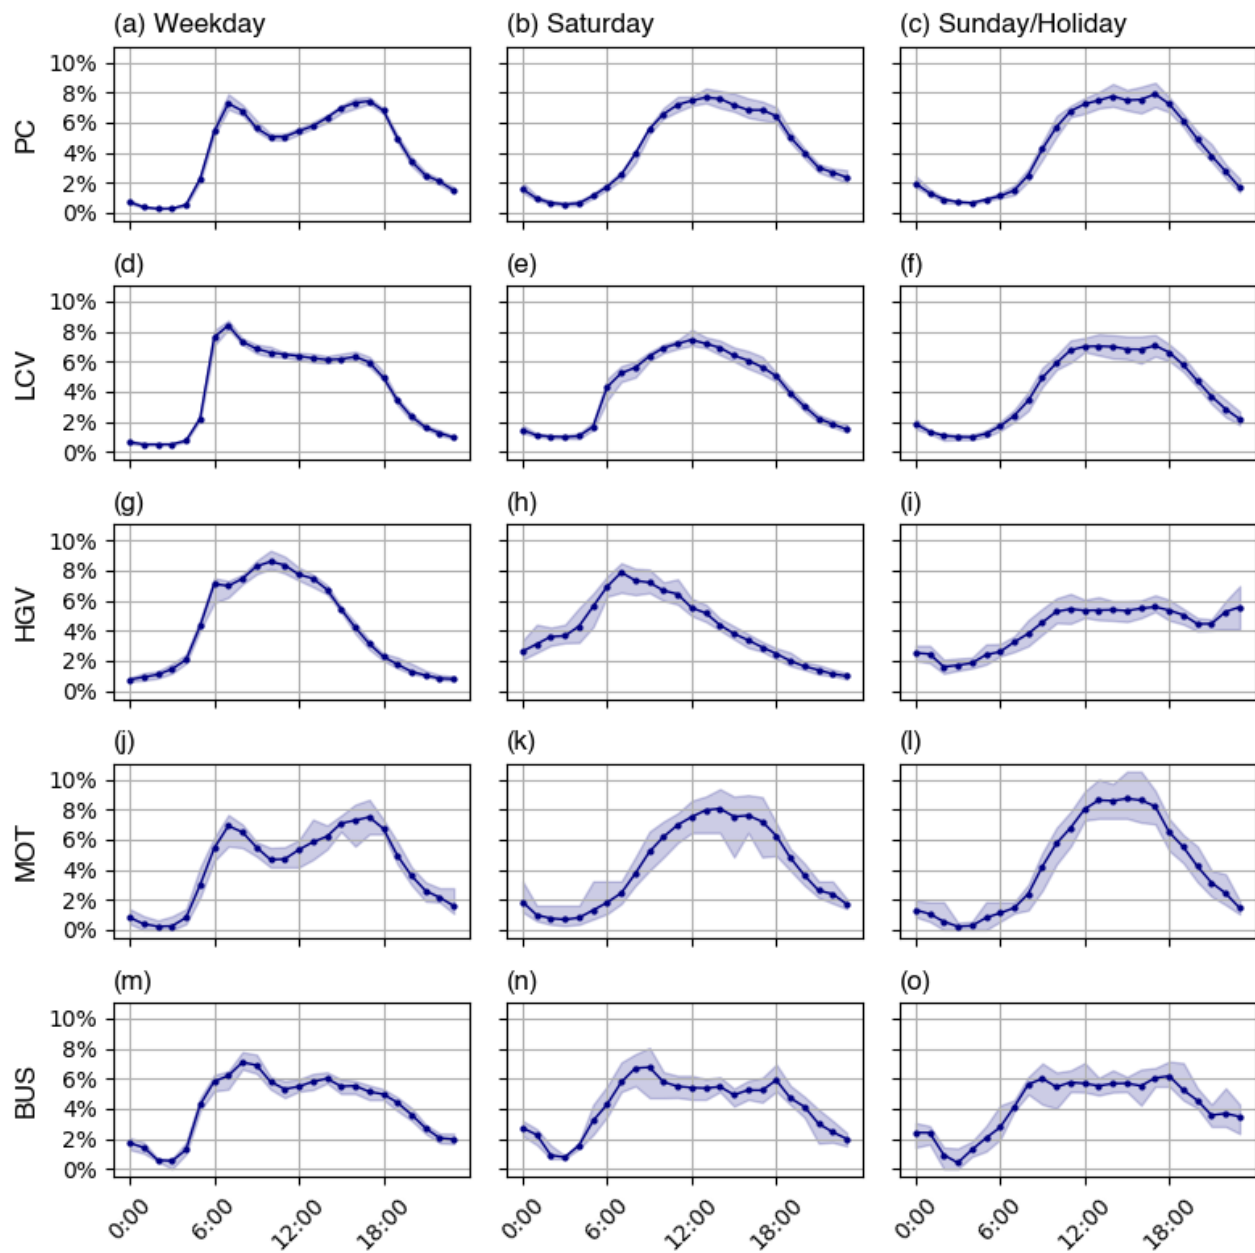 (a) Weekday
(b) Saturday
(c) Sunday/Holiday
PC
10%
8%
6%
4%
2%
0%
(d)
(e)
(f)
LCV
10%
8%
6%
4%
2%
0%
(g)
(h)
(i)
HGV
10%
8%
6%
4%
2%
0%
(j)
(k)
(l)
MOT
10%
8%
6%
4%
2%
0%
(m)
(n)
(o)
BUS
10%
8%
6%
4%
2%
0%
0:00
6:00
12:00
18:00
0:00
6:00
12:00
18:00
0:00
6:00
12:00
18:00